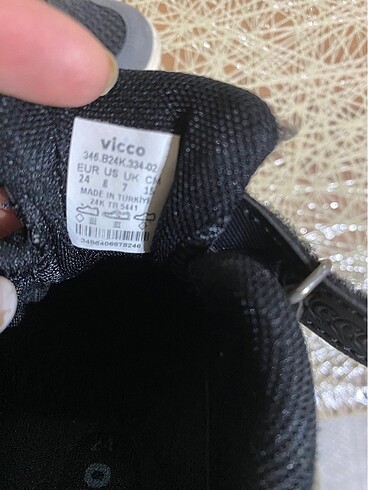 vicco
346.B24K.334-02
EUR US UK CM
24 8 7 15
MADE IN TURKIYE
24K TR 5441